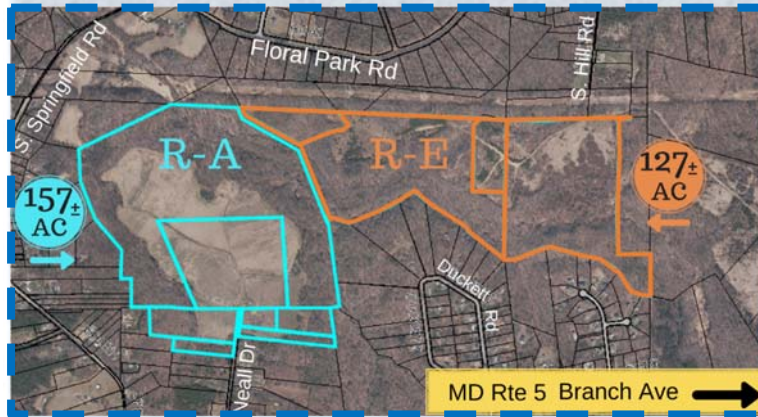 Floral Park Rd
S. Springfield Rd
S. Hill Rd
R-A
R-E
157±
AC
127±
AC
Duckett
Rd
Neall Dr
MD Rte 5 Branch Ave